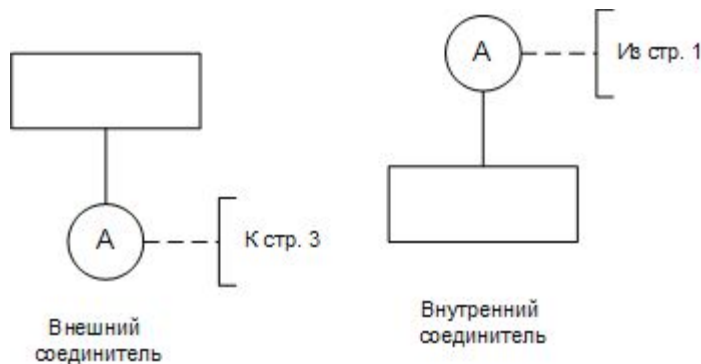 А
К стр. 3
Внешний
соединитель
А
Из стр. 1
Внутренний
соединитель